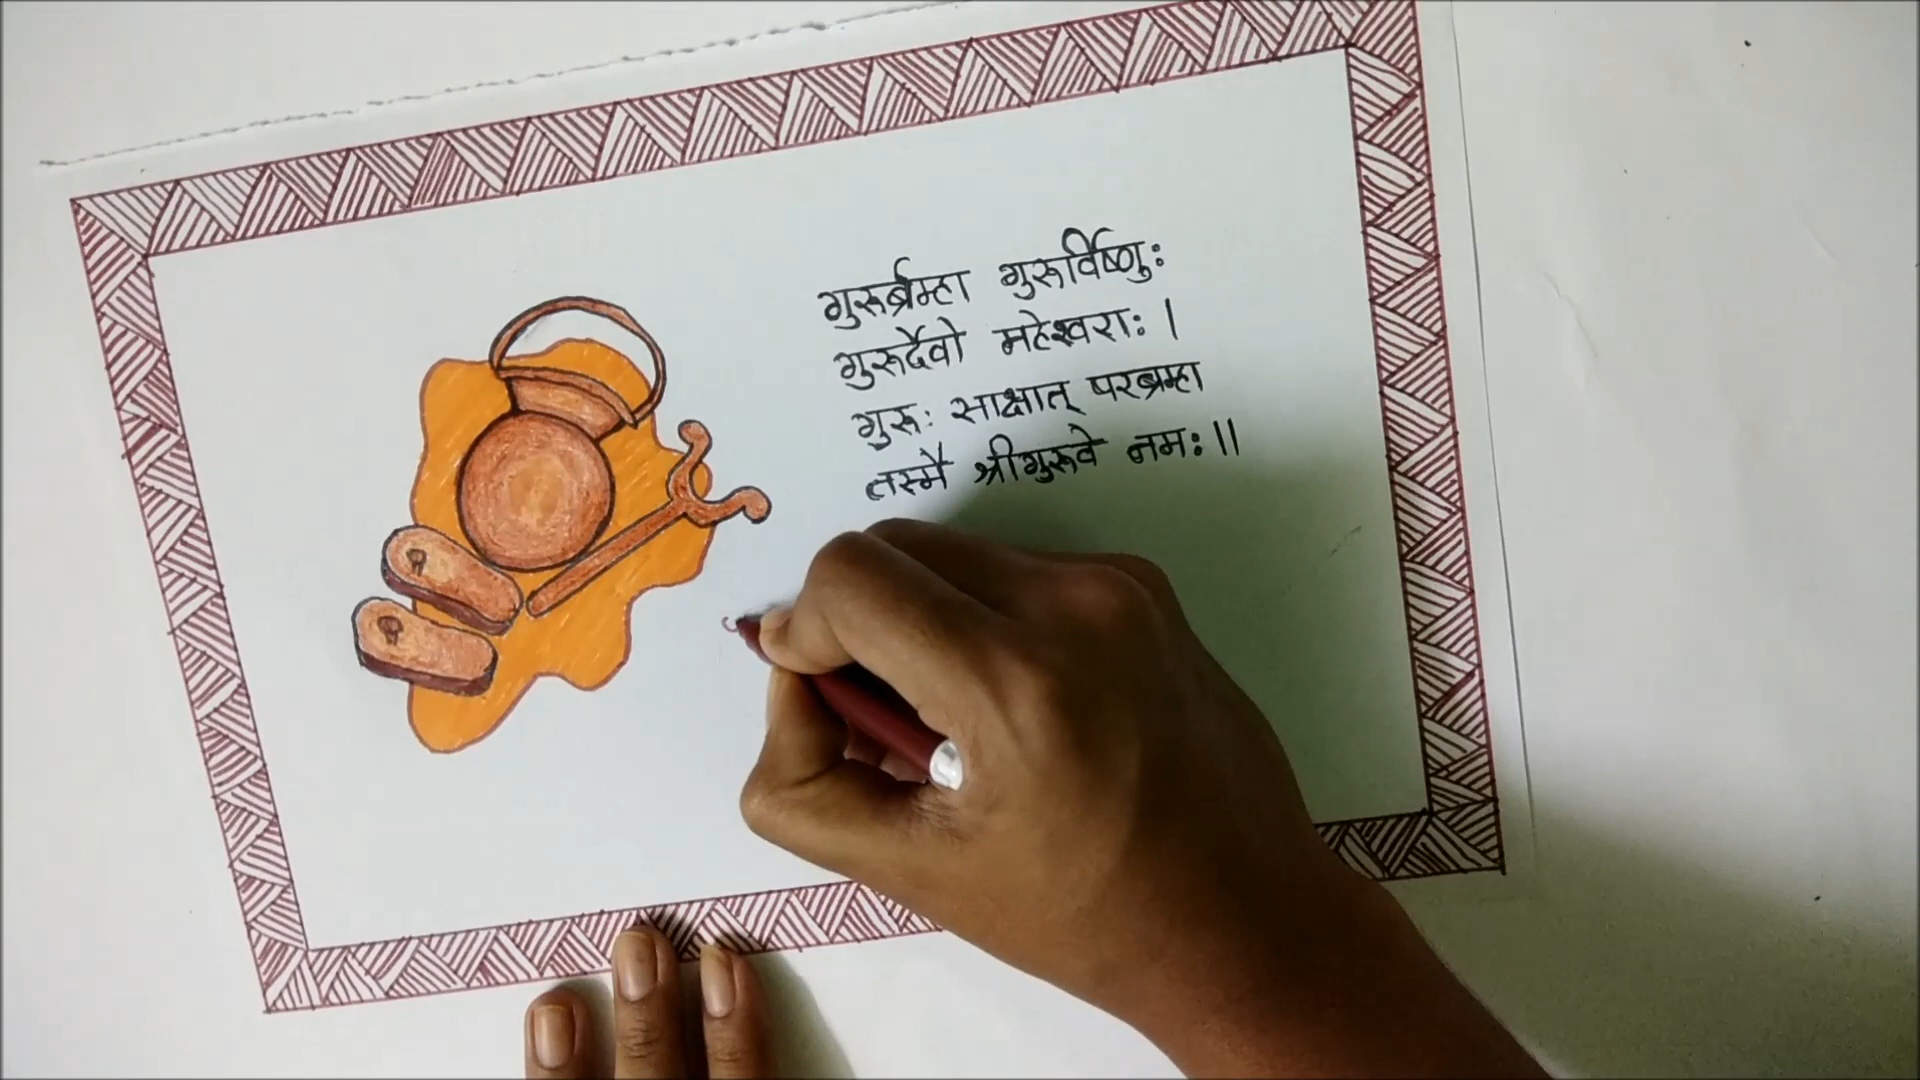 गुरूर्ब्रम्हा गुरूर्विष्णुः
गुरूर्देवो महेश्वराः |
गुरूः साक्षात् परब्रम्हा
तस्मै श्रीगुरूवे नमः ||